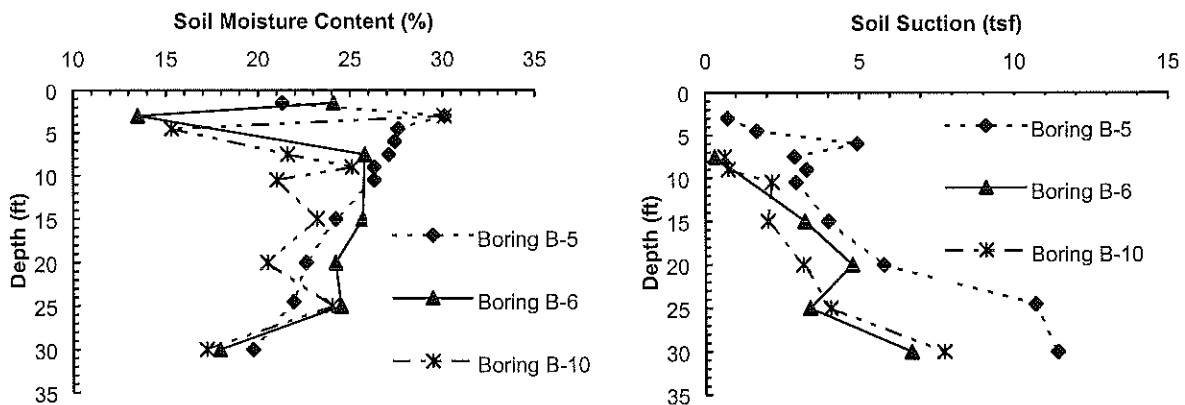 Soil Moisture Content (%)
10 15 20 25 30 35
0
5
10
15
20
25
30
35
Depth (ft)
Boring B-5
Boring B-6
Boring B-10
Soil Suction (tsf)
0 5 10 15
0
5
10
15
20
25
30
35
Depth (ft)
Boring B-5
Boring B-6
Boring B-10